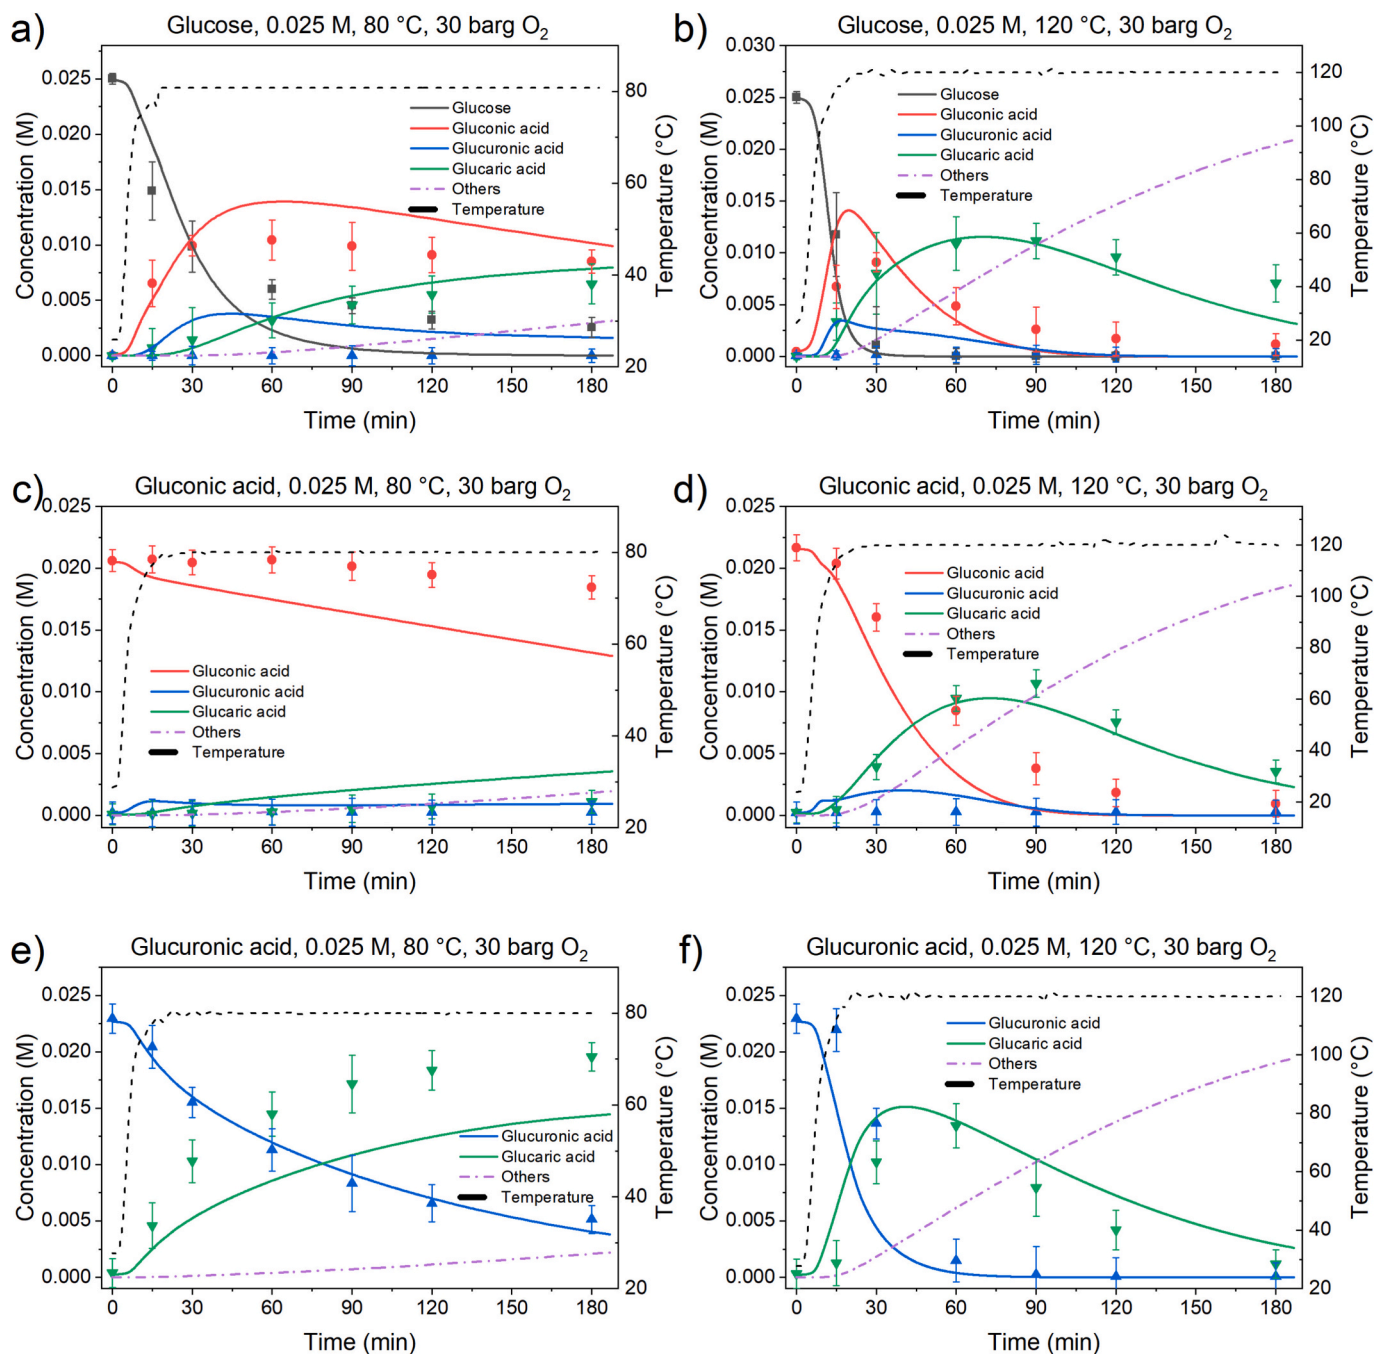 a)
Glucose, 0.025 M, 80 °C, 30 barg O₂
Concentration (M)
0.025
0.020
0.015
0.010
0.005
0.000
Glucose
Gluconic acid
Glucuronic acid
Glucaric acid
Others
Temperature
80
60
40
20
Temperature (°C)
0 30 60 90 120 150 180
Time (min)
b)
Glucose, 0.025 M, 120 °C, 30 barg O₂
Concentration (M)
0.030
0.025
0.020
0.015
0.010
0.005
0.000
Glucose
Gluconic acid
Glucuronic acid
Glucaric acid
Others
Temperature
120
100
80
60
40
20
Temperature (°C)
0 30 60 90 120 150 180
Time (min)
c)
Gluconic acid, 0.025 M, 80 °C, 30 barg O₂
Concentration (M)
0.025
0.020
0.015
0.010
0.005
0.000
Gluconic acid
Glucuronic acid
Glucaric acid
Others
Temperature
80
60
40
20
Temperature (°C)
0 30 60 90 120 150 180
Time (min)
d)
Gluconic acid, 0.025 M, 120 °C, 30 barg O₂
Concentration (M)
0.025
0.020
0.015
0.010
0.005
0.000
Gluconic acid
Glucuronic acid
Glucaric acid
Others
Temperature
120
100
80
60
40
20
Temperature (°C)
0 30 60 90 120 150 180
Time (min)
e)
Glucuronic acid, 0.025 M, 80 °C, 30 barg O₂
Concentration (M)
0.025
0.020
0.015
0.010
0.005
0.000
Glucuronic acid
Glucaric acid
Others
Temperature
80
60
40
20
Temperature (°C)
0 30 60 90 120 150 180
Time (min)
f)
Glucuronic acid, 0.025 M, 120 °C, 30 barg O₂
Concentration (M)
0.025
0.020
0.015
0.010
0.005
0.000
Glucuronic acid
Glucaric acid
Others
Temperature
120
100
80
60
40
20
Temperature (°C)
0 30 60 90 120 150 180
Time (min)